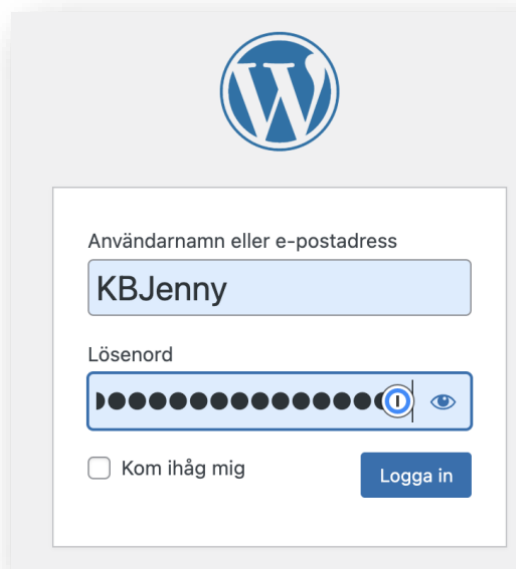 Användarnamn eller e-postadress
KBJenny
Lösenord
Kom ihåg mig
Logga in